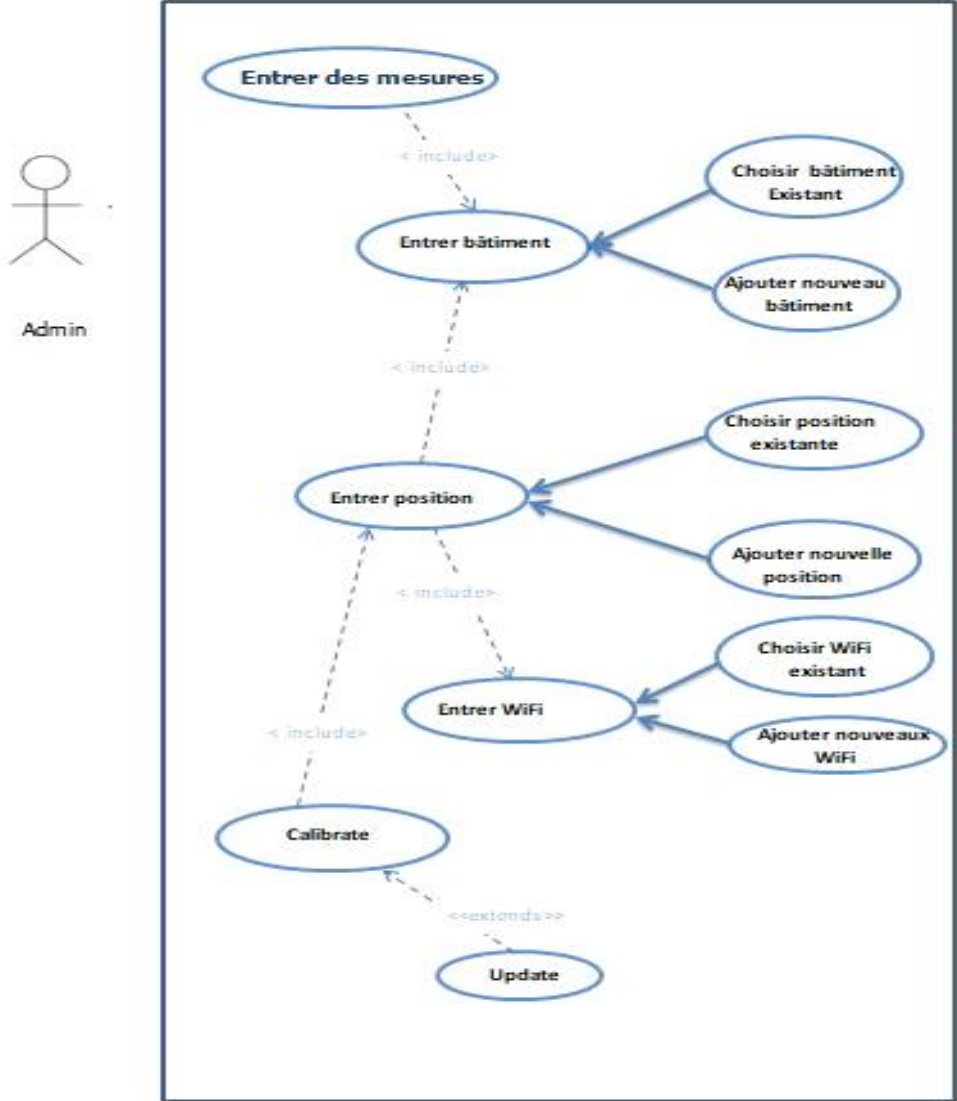 Entrer des mesures
< include>
Choisir bâtiment
Existant
Entrer bâtiment
Ajouter nouveau
bâtiment
Admin
< include>
Choisir position
existante
Entrer position
Ajouter nouvelle
position
< include>
Choisir WiFi
existant
Entrer WiFi
< include>
Ajouter nouveaux
WiFi
Calibrate
<<extends>>
Update